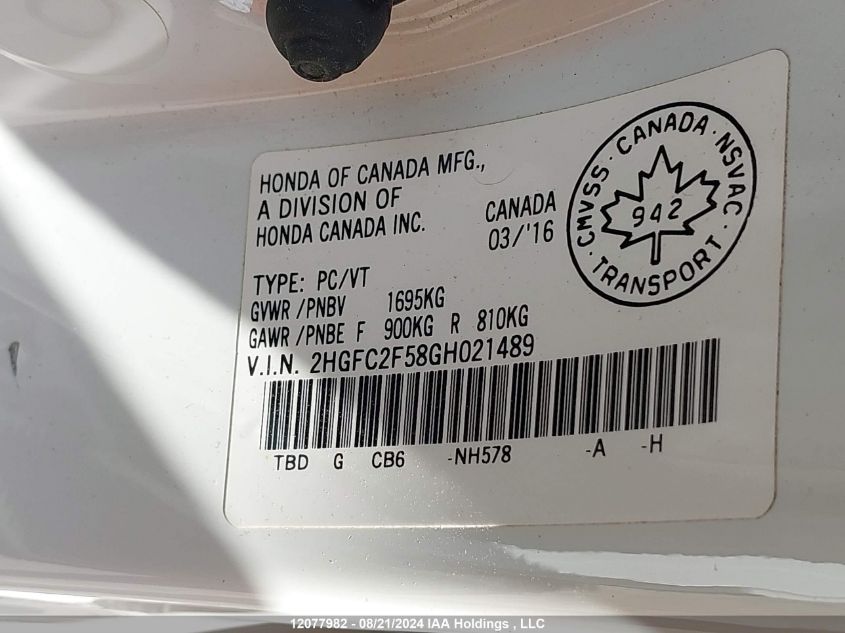 HONDA OF CANADA MFG.,
A DIVISION OF
HONDA CANADA INC.
CANADA
03/'16
CMVSS · CANADA · NSVAC · TRANSPORT ·
942
TYPE: PC/VT
GVWR /PNBV 1695KG
GAWR /PNBE F 900KG R 810KG
V.I.N. 2HGFC2F58GH021489
TBD G CB6 -NH578 -A -H
12077982 - 08/21/2024 IAA Holdings , LLC